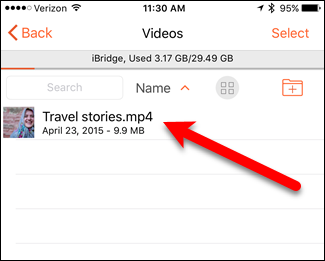 Verizon 11:30 AM 95%
Back Videos Select
iBridge, Used 3.17 GB/29.49 GB
Search Name
Travel stories.mp4
April 23, 2015 - 9.9 MB